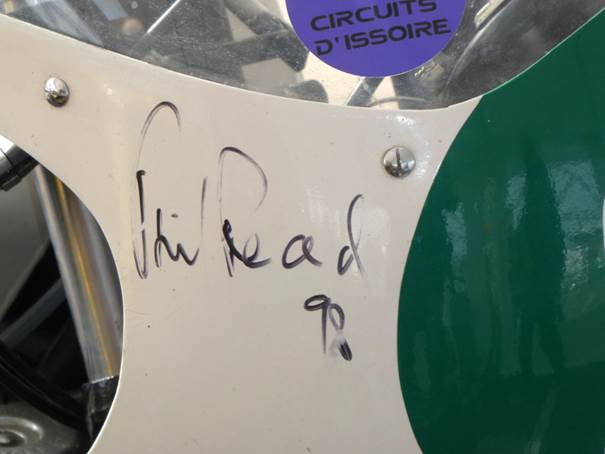 CIRCUITS
D'ISSOIRE
Phil Read
98